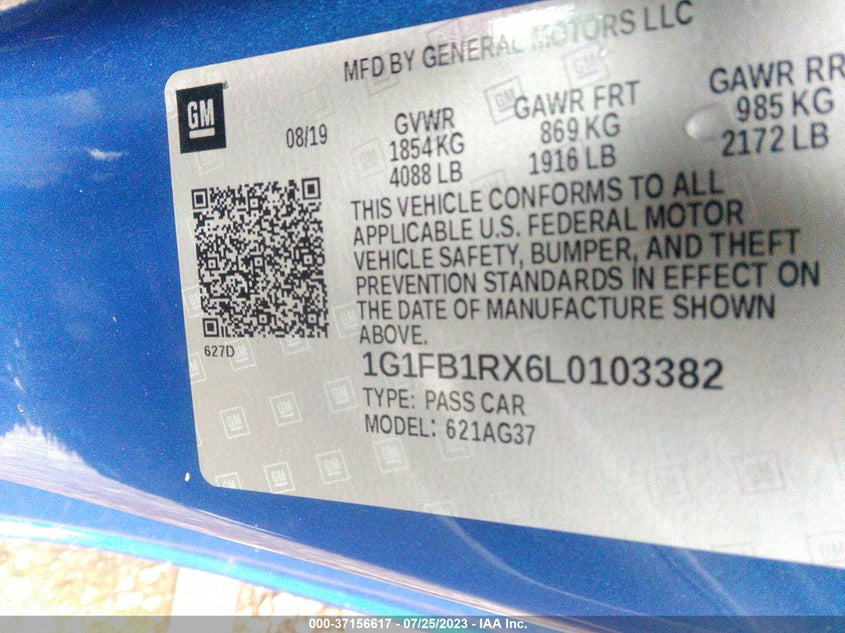 MFD BY GENERAL MOTORS LLC
GM
08/19
GVWR
1854 KG
4088 LB
GAWR FRT
869 KG
1916 LB
GAWR RR
985 KG
2172 LB
THIS VEHICLE CONFORMS TO ALL
APPLICABLE U.S. FEDERAL MOTOR
VEHICLE SAFETY, BUMPER, AND THEFT
PREVENTION STANDARDS IN EFFECT ON
THE DATE OF MANUFACTURE SHOWN
ABOVE.
627D
1G1FB1RX6L0103382
TYPE: PASS CAR
MODEL: 621AG37
000-37156617 - 07/25/2023 - IAA Inc.